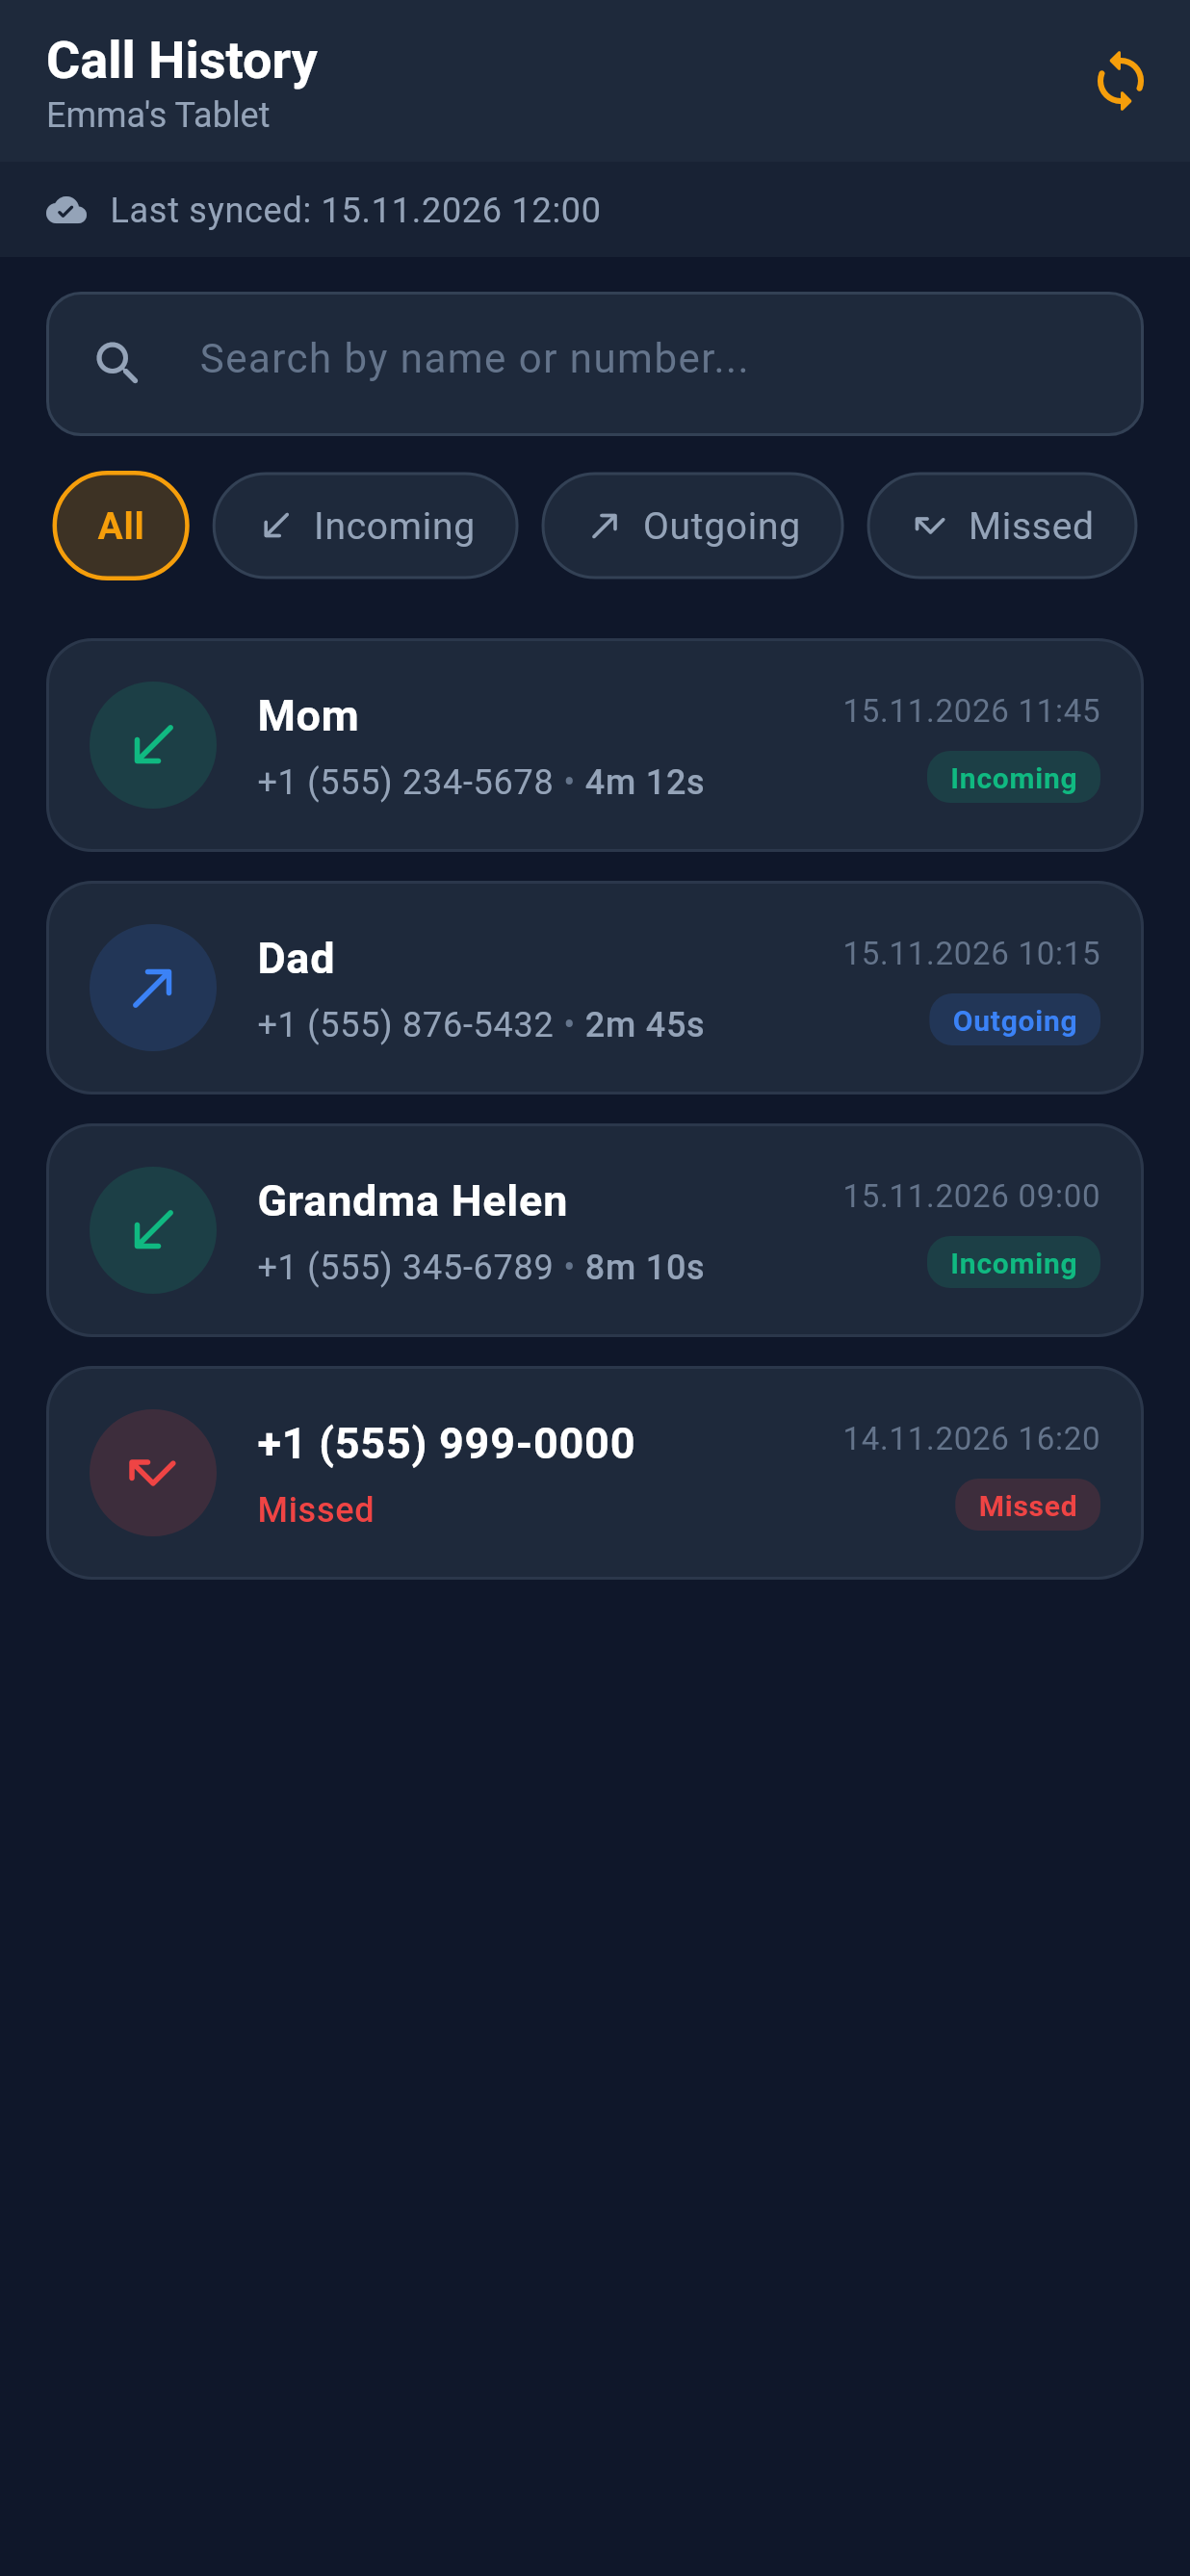 Call History
Emma's Tablet
Last synced: 15.11.2026 12:00
Search by name or number...
All
Incoming
Outgoing
Missed
Mom
15.11.2026 11:45
+1 (555) 234-5678 • 4m 12s
Incoming
Dad
15.11.2026 10:15
+1 (555) 876-5432 • 2m 45s
Outgoing
Grandma Helen
15.11.2026 09:00
+1 (555) 345-6789 • 8m 10s
Incoming
+1 (555) 999-0000
14.11.2026 16:20
Missed
Missed